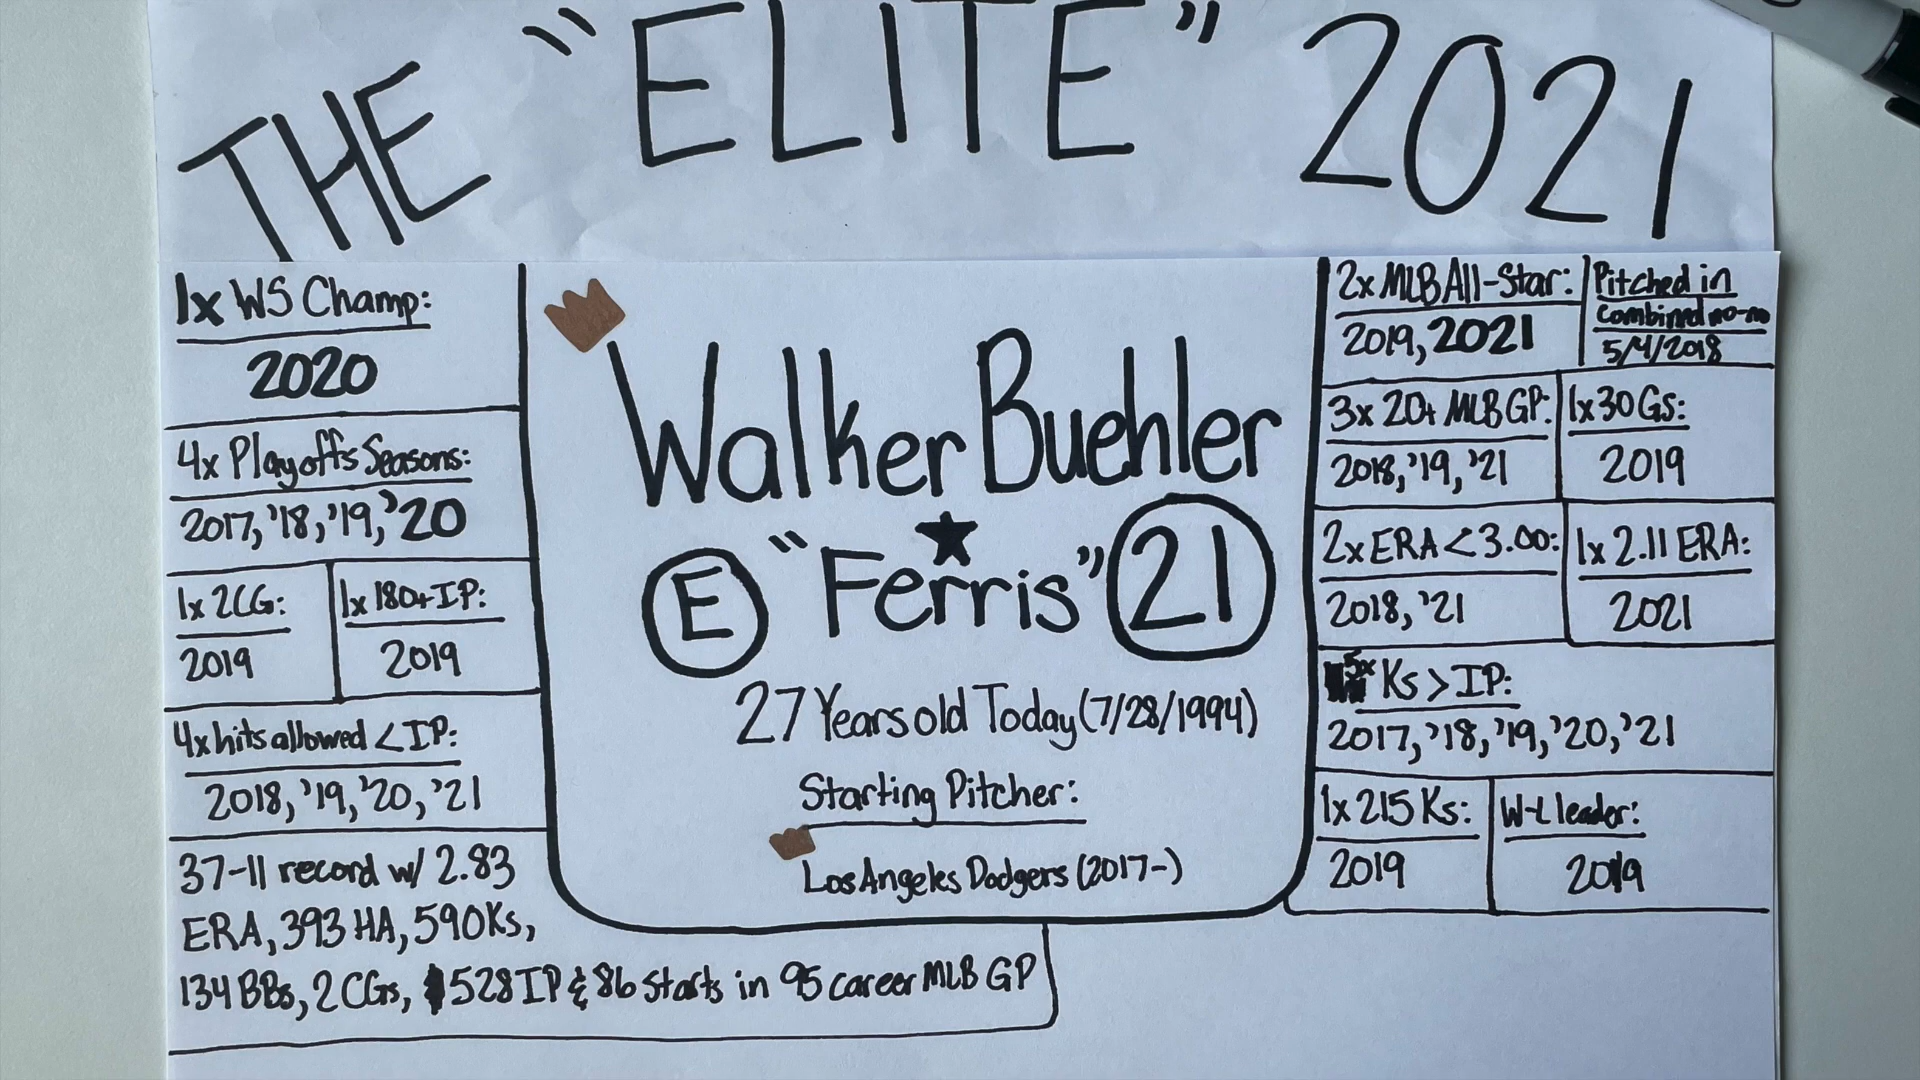 THE "ELITE" 2021
1x WS Champ:
2020
4x Playoffs Seasons:
2017, '18, '19, '20
1x 2CG:
2019
1x 180+ IP:
2019
4x hits allowed < IP:
2018, '19, '20, '21
37-11 record w/ 2.83
ERA, 393 HA, 590Ks,
134 BBs, 2 CGs, 528 IP & 86 starts in 95 career MLB GP
Walker Buehler
E "Ferris" 21
27 Years old Today (7/28/1994)
Starting Pitcher:
Los Angeles Dodgers (2017-)
2x MLB All-Star:
2019, 2021
Pitched in
combined no-no
5/4/2018
3x 20+ MLB GP:
2018, '19, '21
1x 30 Gs:
2019
2x ERA < 3.00:
2018, '21
1x 2.11 ERA:
2021
5x Ks > IP:
2017, '18, '19, '20, '21
1x 215 Ks:
2019
W-L leader:
2019